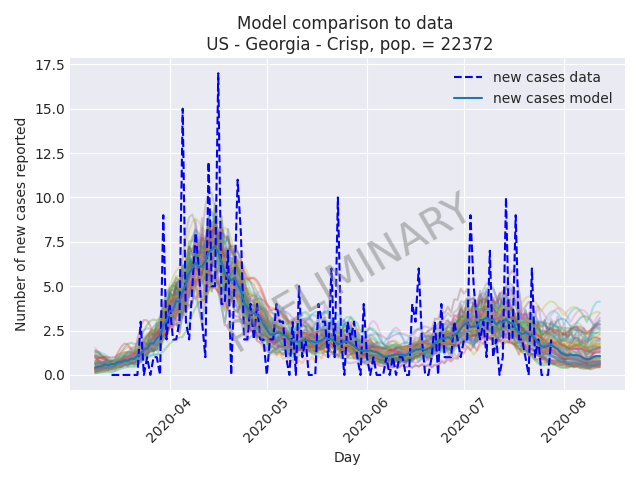 Model comparison to data
US - Georgia - Crisp, pop. = 22372
new cases data
new cases model
PRELIMINARY
Number of new cases reported
17.5
15.0
12.5
10.0
7.5
5.0
2.5
0.0
2020-04
2020-05
2020-06
2020-07
2020-08
Day